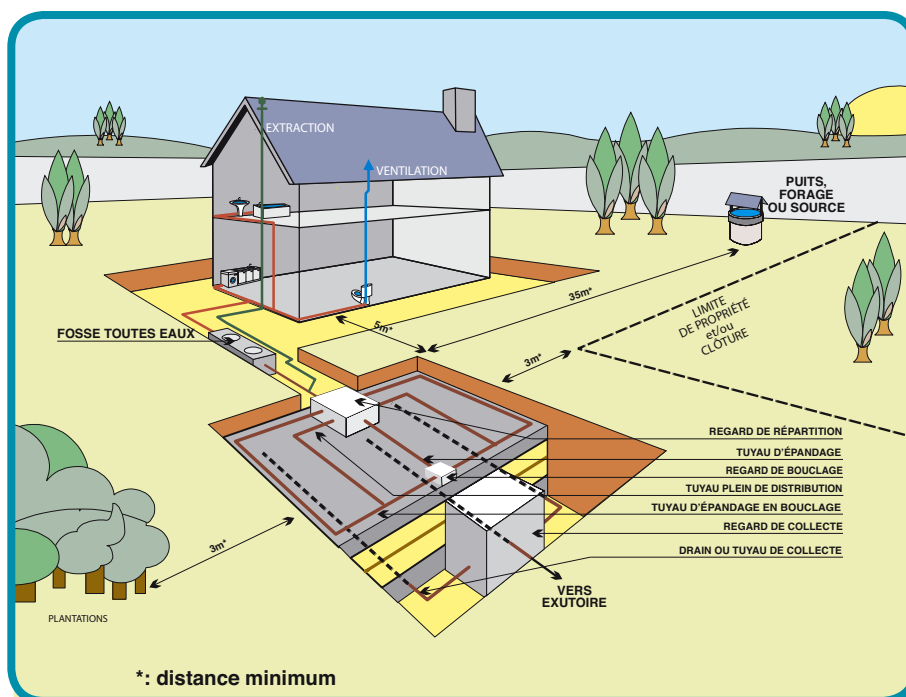 EXTRACTION
VENTILATION
PUITS,
FORAGE
OU SOURCE
35m*
5m*
LIMITE
DE PROPRIÉTÉ
et/ou
CLÔTURE
FOSSE TOUTES EAUX
3m*
REGARD DE RÉPARTITION
TUYAU D'ÉPANDAGE
REGARD DE BOUCLAGE
TUYAU PLEIN DE DISTRIBUTION
TUYAU D'ÉPANDAGE EN BOUCLAGE
REGARD DE COLLECTE
DRAIN OU TUYAU DE COLLECTE
3m*
VERS
EXUTOIRE
PLANTATIONS
*: distance minimum